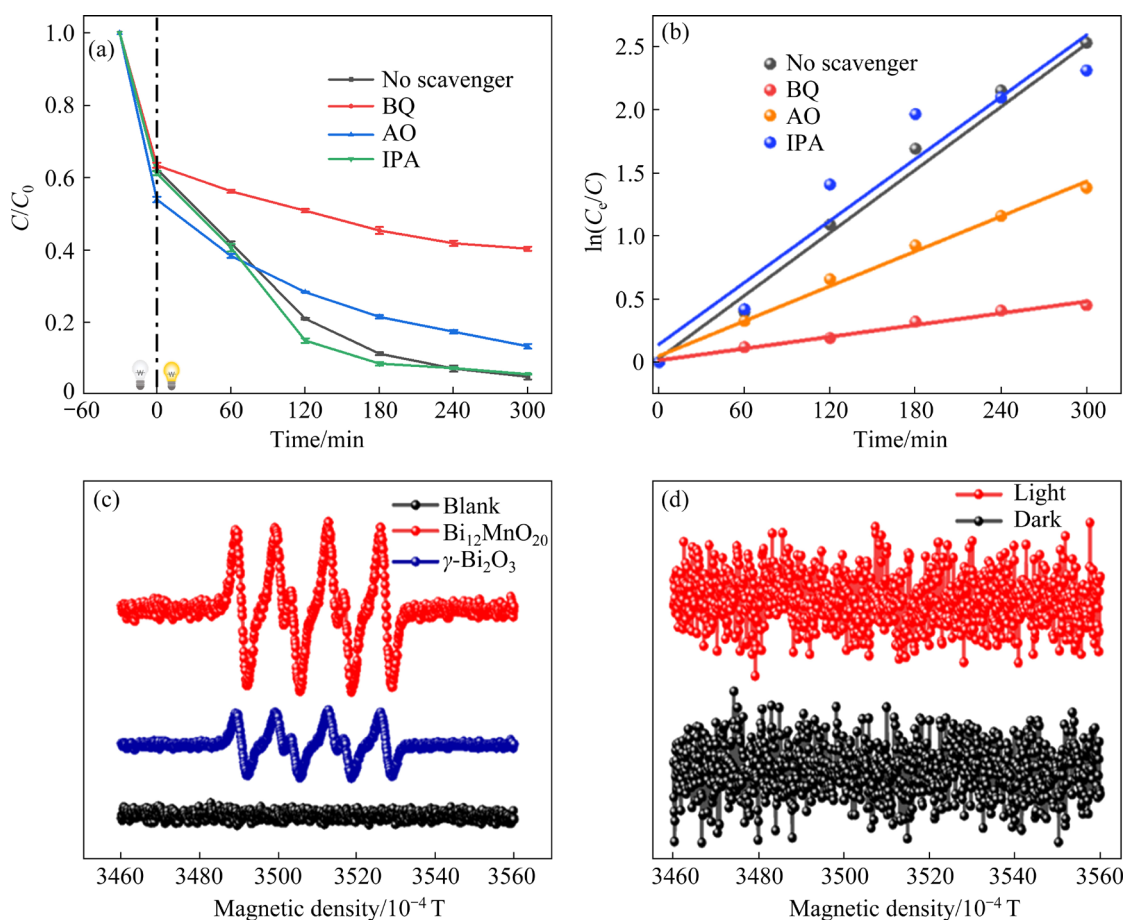 (a)
No scavenger
BQ
AO
IPA
1.0
0.8
0.6
0.4
0.2
0
C/C₀
−60
0
60
120
180
240
300
Time/min
(b)
No scavenger
BQ
AO
IPA
2.5
2.0
1.5
1.0
0.5
0
ln(Cₑ/C)
0
60
120
180
240
300
Time/min
(c)
Blank
Bi₁₂MnO₂₀
γ-Bi₂O₃
3460
3480
3500
3520
3540
3560
Magnetic density/10⁻⁴ T
(d)
Light
Dark
3460
3480
3500
3520
3540
3560
Magnetic density/10⁻⁴ T